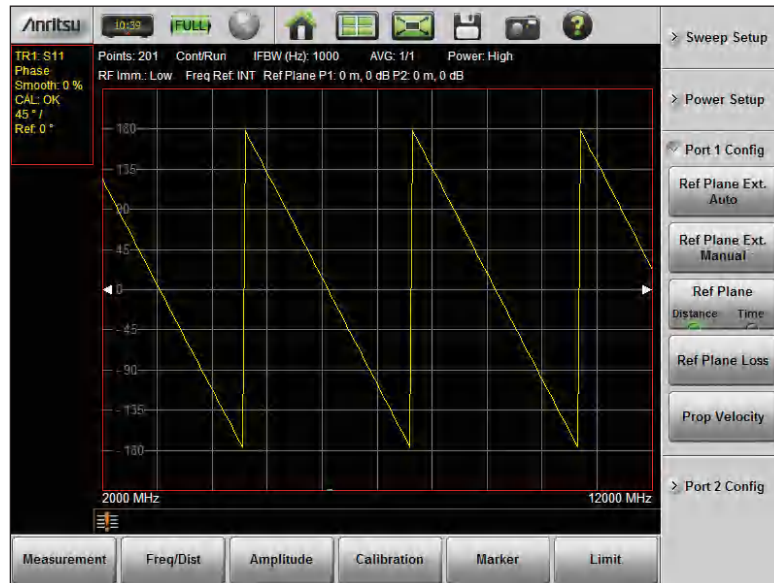 Anritsu
10:39
FULL
TR1: S11
Phase
Smooth: 0 %
CAL: OK
45 ° /
Ref: 0 °
Points: 201 Cont/Run IFBW (Hz): 1000 AVG: 1/1 Power: High
RF Imm.: Low Freq Ref: INT Ref Plane P1: 0 m, 0 dB P2: 0 m, 0 dB
180
135
90
45
0
-45
-90
-135
-180
2000 MHz
12000 MHz
> Sweep Setup
> Power Setup
Port 1 Config
Ref Plane Ext.
Auto
Ref Plane Ext.
Manual
Ref Plane
Distance Time
Ref Plane Loss
Prop Velocity
> Port 2 Config
Measurement
Freq/Dist
Amplitude
Calibration
Marker
Limit